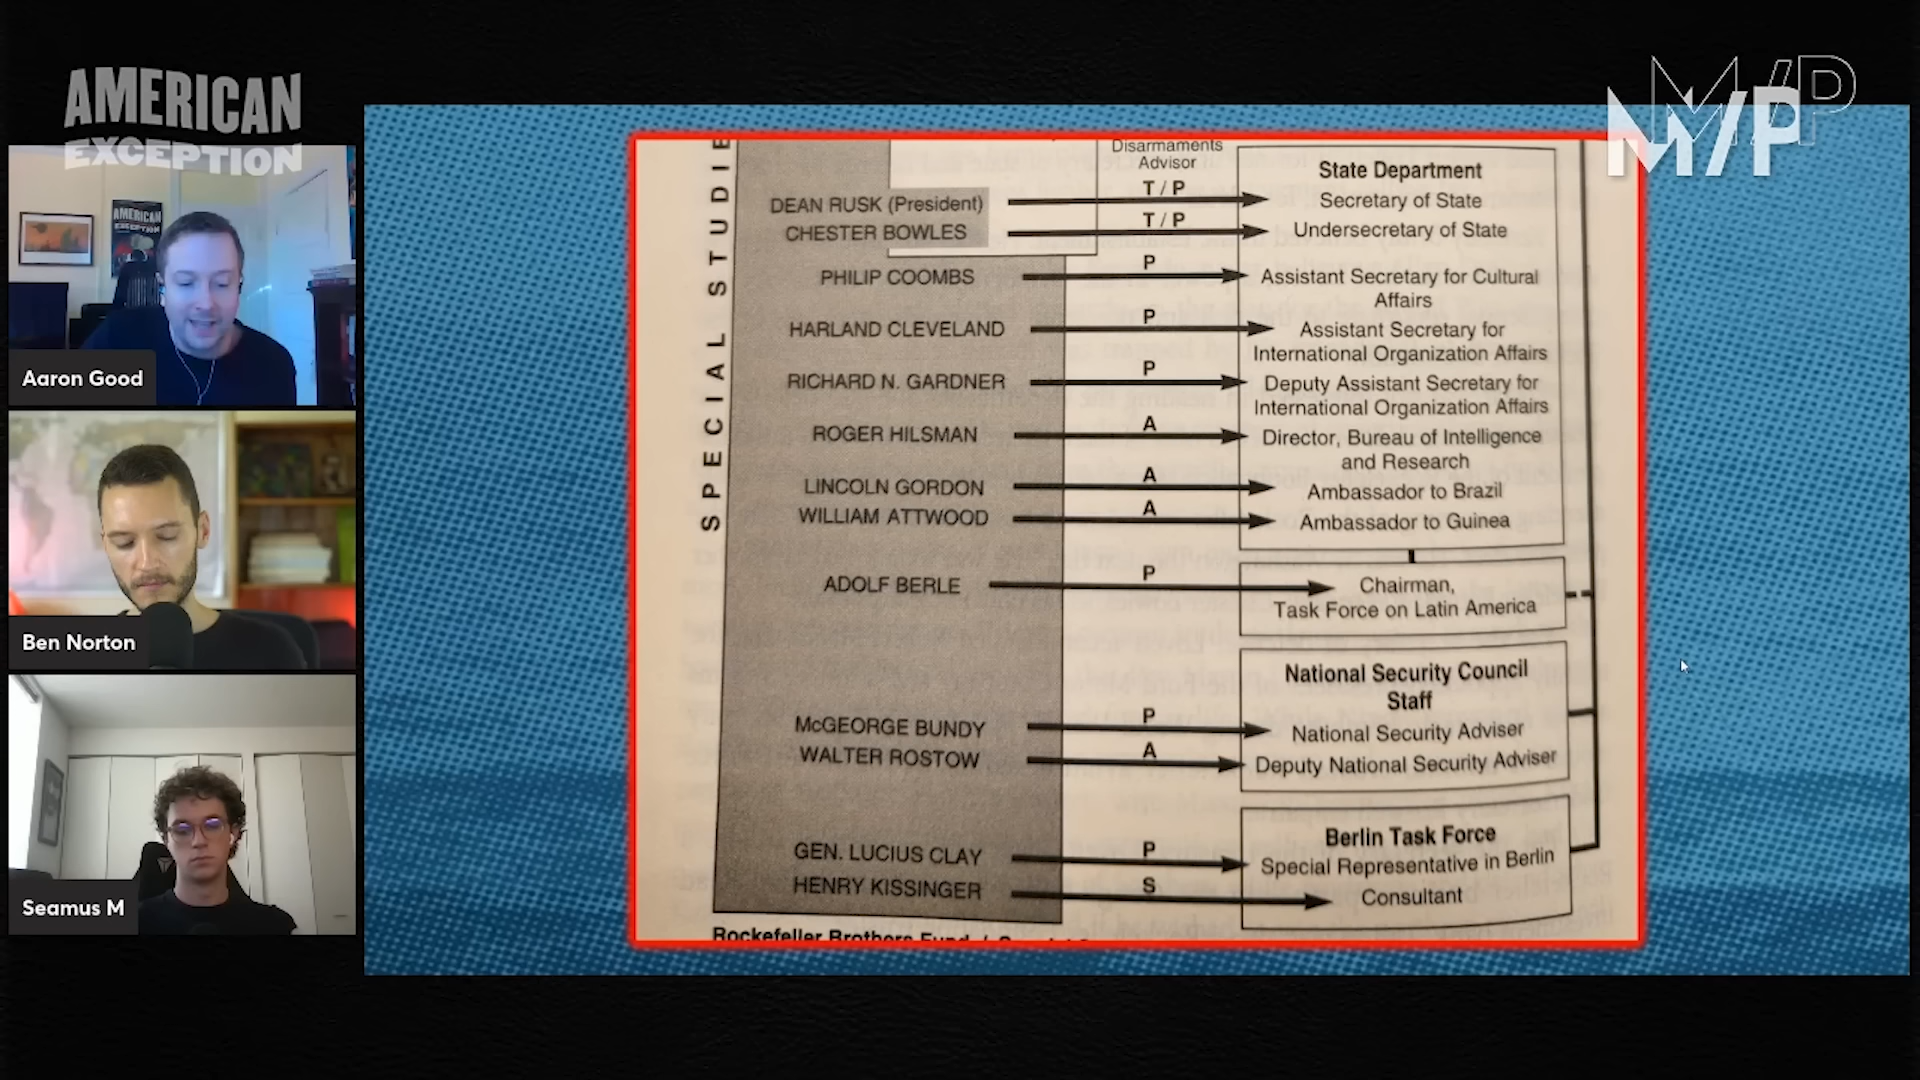 AMERICAN
EXCEPTION
M/P
M/P
Aaron Good
AMERICAN
EXCEPTION
Ben Norton
Seamus M
SPECIAL STUDIE
Disarmaments
Advisor
State Department
DEAN RUSK (President)
T / P
Secretary of State
CHESTER BOWLES
T / P
Undersecretary of State
PHILIP COOMBS
P
Assistant Secretary for Cultural
Affairs
HARLAND CLEVELAND
P
Assistant Secretary for
International Organization Affairs
RICHARD N. GARDNER
P
Deputy Assistant Secretary for
International Organization Affairs
ROGER HILSMAN
A
Director, Bureau of Intelligence
and Research
LINCOLN GORDON
A
Ambassador to Brazil
WILLIAM ATTWOOD
A
Ambassador to Guinea
ADOLF BERLE
P
Chairman,
Task Force on Latin America
National Security Council
Staff
McGEORGE BUNDY
P
National Security Adviser
WALTER ROSTOW
A
Deputy National Security Adviser
Berlin Task Force
GEN. LUCIUS CLAY
P
Special Representative in Berlin
HENRY KISSINGER
S
Consultant
Rockefeller Brothers Fund /